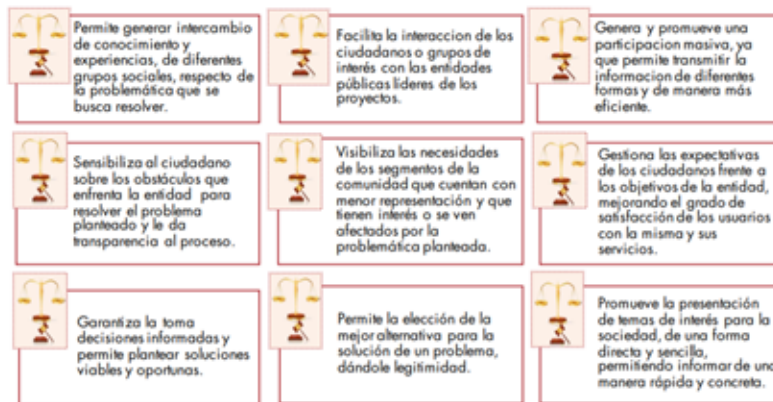 Permite generar intercambio
de conocimiento y
experiencias, de diferentes
grupos sociales, respecto de
la problemática que se
busca resolver.
Facilita la interaccion de los
ciudadanos o grupos de
interés con las entidades
públicas líderes de los
proyectos.
Genera y promueve una
participacion masiva, ya
que permite transmitir la
informacion de diferentes
formas y de manera más
eficiente.
Sensibiliza al ciudadano
sobre los obstáculos que
enfrenta la entidad para
resolver el problema
planteado y le da
transparencia al proceso.
Visibiliza las necesidades
de los segmentos de la
comunidad que cuentan con
menor representación y que
tienen interés o se ven
afectados por la
problemática planteada.
Gestiona las expectativas
de los ciudadanos frente a
los objetivos de la entidad,
mejorando el grado de
satisfacción de los usuarios
con la misma y sus
servicios.
Garantiza la toma
decisiones informadas y
permite plantear soluciones
viables y oportunas.
Permite la elección de la
mejor alternativa para la
solución de un problema,
dándole legitimidad.
Promueve la presentación
de temas de interés para la
sociedad, de una forma
directa y sencilla,
permitiendo informar de una
manera rápida y concreta.